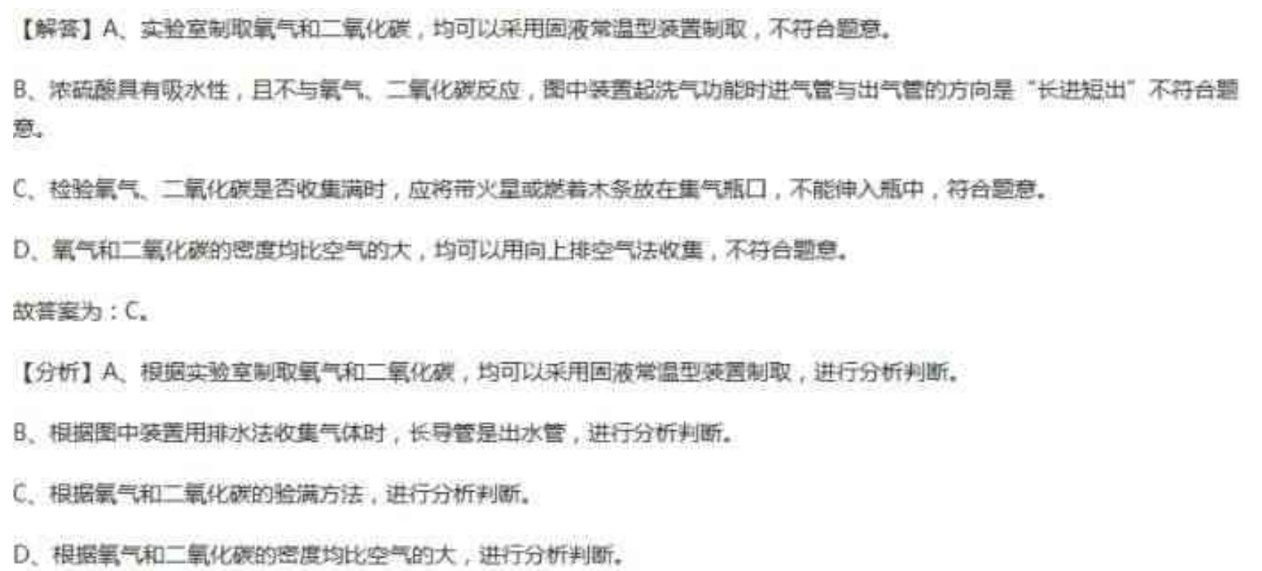 【解答】A、实验室制取氧气和二氧化碳，均可以采用固液常温型装置制取，不符合题意。
B、浓硫酸具有吸水性，且不与氧气、二氧化碳反应，图中装置起洗气功能时进气管与出气管的方向是“长进短出”不符合题
意。
C、检验氧气、二氧化碳是否收集满时，应将带火星或燃着木条放在集气瓶口，不能伸入瓶中，符合题意。
D、氧气和二氧化碳的密度均比空气的大，均可以用向上排空气法收集，不符合题意。
故答案为：C。
【分析】A、根据实验室制取氧气和二氧化碳，均可以采用固液常温型装置制取，进行分析判断。
B、根据图中装置用排水法收集气体时，长导管是出水管，进行分析判断。
C、根据氧气和二氧化碳的验满方法，进行分析判断。
D、根据氧气和二氧化碳的密度均比空气的大，进行分析判断。